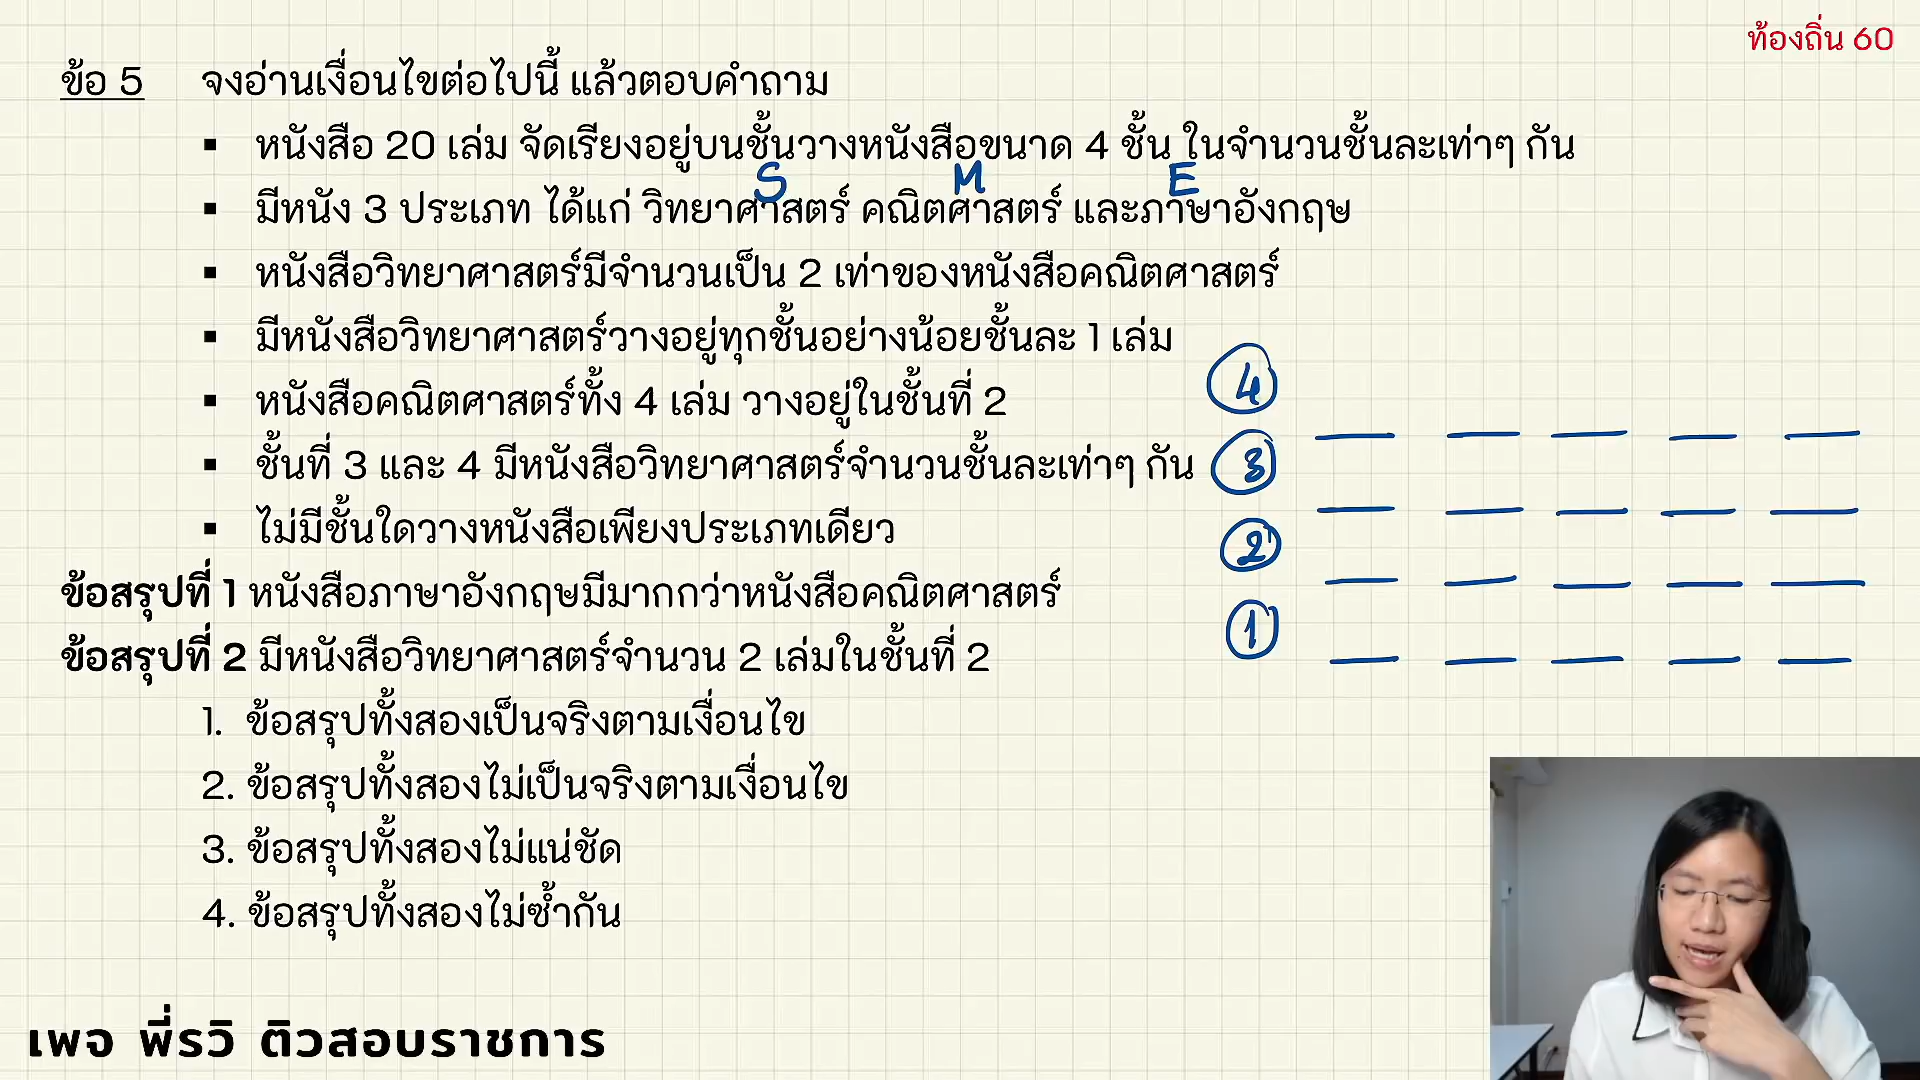 ท้องถิ่น 60
ข้อ 5 จงอ่านเงื่อนไขต่อไปนี้ แล้วตอบคำถาม
▪ หนังสือ 20 เล่ม จัดเรียงอยู่บนชั้นวางหนังสือขนาด 4 ชั้น ในจำนวนชั้นละเท่าๆ กัน
S M E
▪ มีหนัง 3 ประเภท ได้แก่ วิทยาศาสตร์ คณิตศาสตร์ และภาษาอังกฤษ
▪ หนังสือวิทยาศาสตร์มีจำนวนเป็น 2 เท่าของหนังสือคณิตศาสตร์
▪ มีหนังสือวิทยาศาสตร์วางอยู่ทุกชั้นอย่างน้อยชั้นละ 1 เล่ม
▪ หนังสือคณิตศาสตร์ทั้ง 4 เล่ม วางอยู่ในชั้นที่ 2
▪ ชั้นที่ 3 และ 4 มีหนังสือวิทยาศาสตร์จำนวนชั้นละเท่าๆ กัน
▪ ไม่มีชั้นใดวางหนังสือเพียงประเภทเดียว
ข้อสรุปที่ 1 หนังสือภาษาอังกฤษมีมากกว่าหนังสือคณิตศาสตร์
ข้อสรุปที่ 2 มีหนังสือวิทยาศาสตร์จำนวน 2 เล่มในชั้นที่ 2
1. ข้อสรุปทั้งสองเป็นจริงตามเงื่อนไข
2. ข้อสรุปทั้งสองไม่เป็นจริงตามเงื่อนไข
3. ข้อสรุปทั้งสองไม่แน่ชัด
4. ข้อสรุปทั้งสองไม่ซ้ำกัน
4
3
2
1
เพจ พี่รวิ ติวสอบราชการ